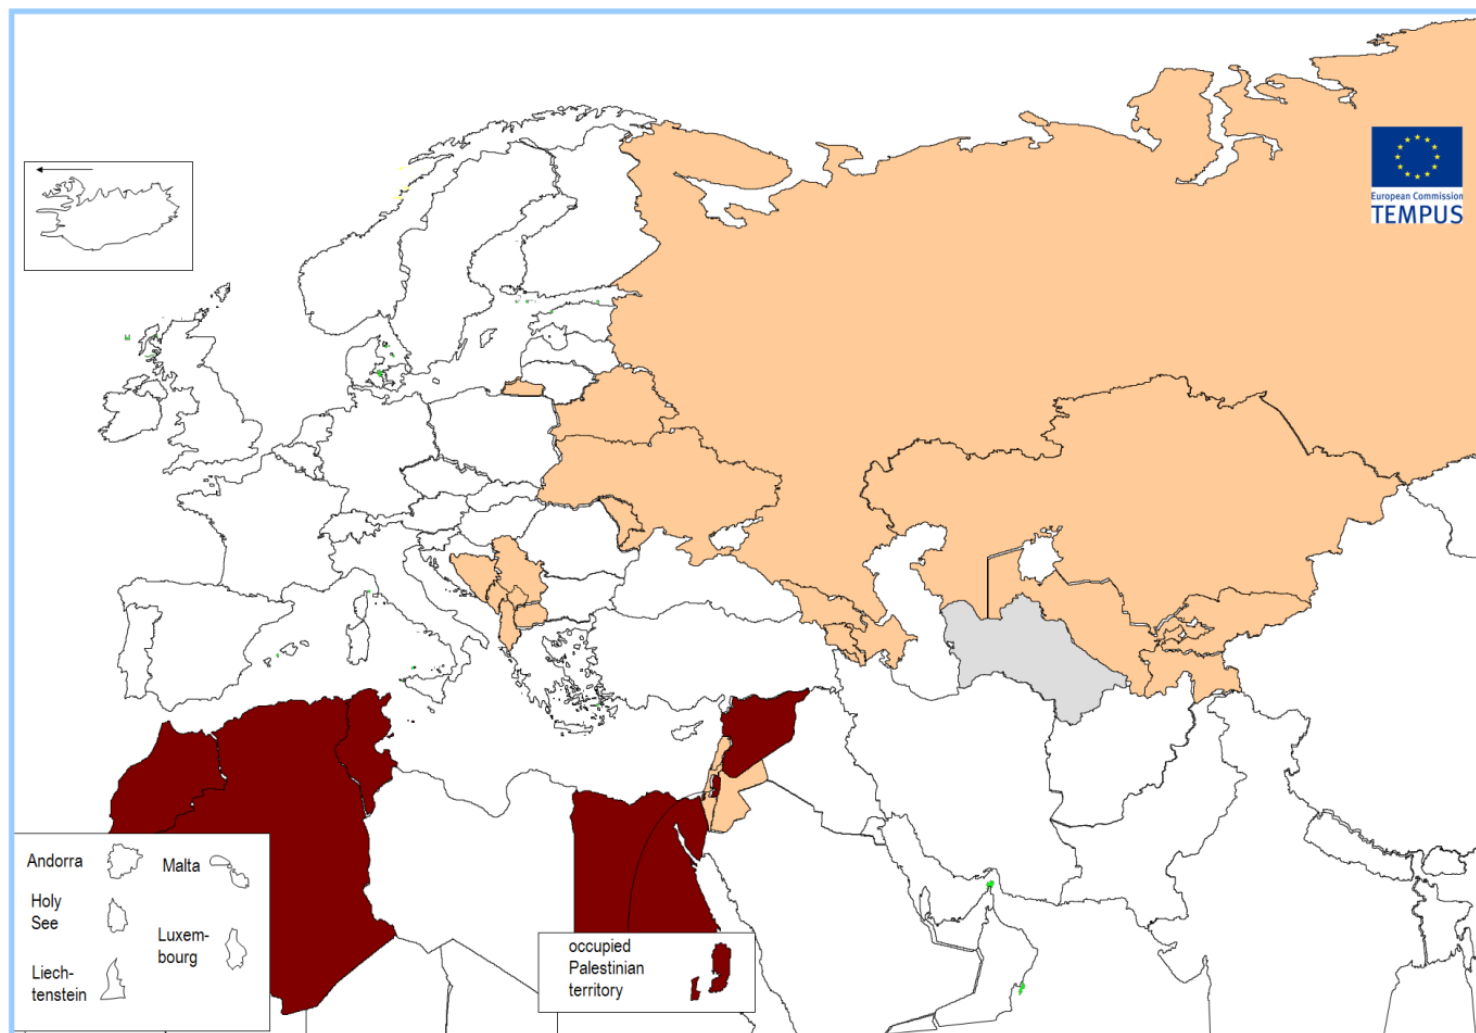 European Commission
TEMPUS
Andorra
Malta
Holy
See
Luxem-
bourg
Liech-
tenstein
occupied
Palestinian
territory